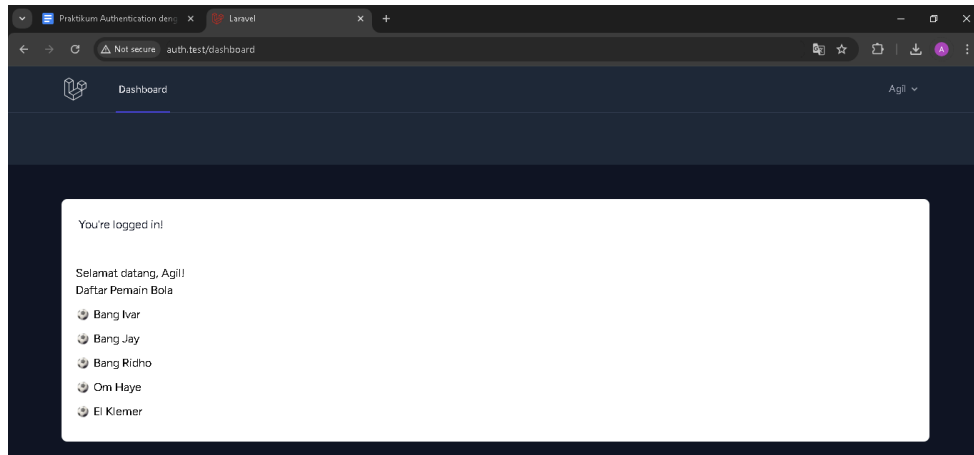 Praktikum Authentication deng
Laravel
Not secure auth.test/dashboard
A
Dashboard
Agil
You're logged in!
Selamat datang, Agil!
Daftar Pemain Bola
Bang Ivar
Bang Jay
Bang Ridho
Om Haye
El Klemer